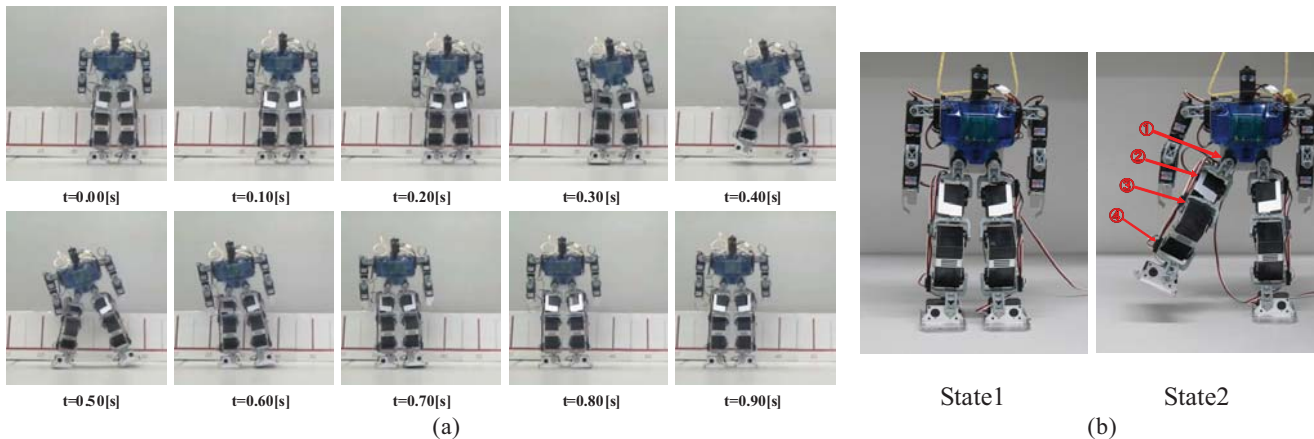 t=0.00[s] t=0.10[s] t=0.20[s] t=0.30[s] t=0.40[s]
t=0.50[s] t=0.60[s] t=0.70[s] t=0.80[s] t=0.90[s]
(a)
①
②
③
④
State1 State2
(b)